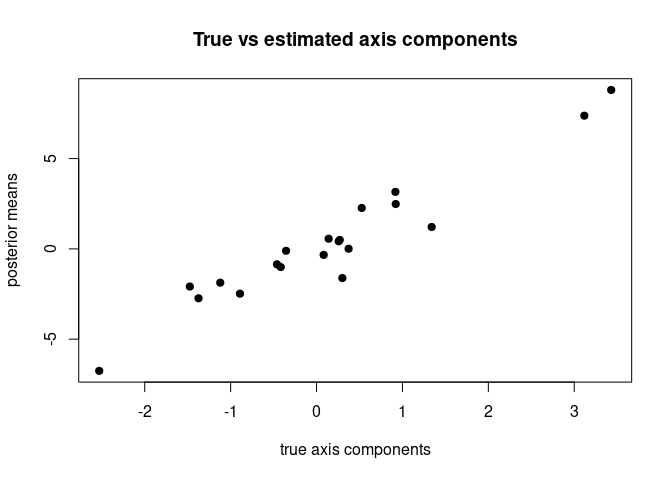 True vs estimated axis components
5
0
-5
posterior means
-2 -1 0 1 2 3
true axis components